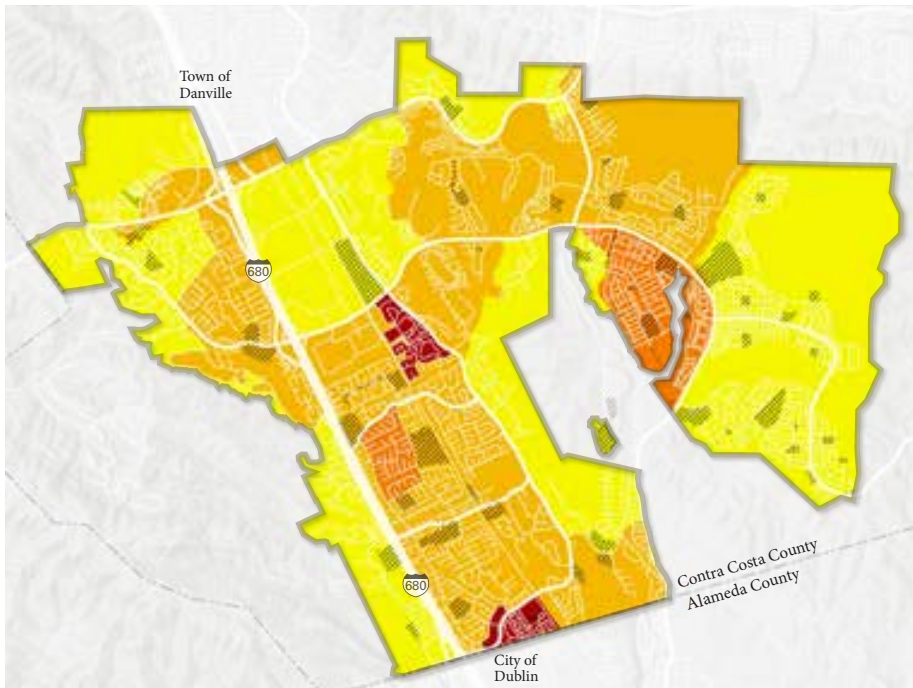 Town of
Danville
680
680
Contra Costa County
Alameda County
City of
Dublin